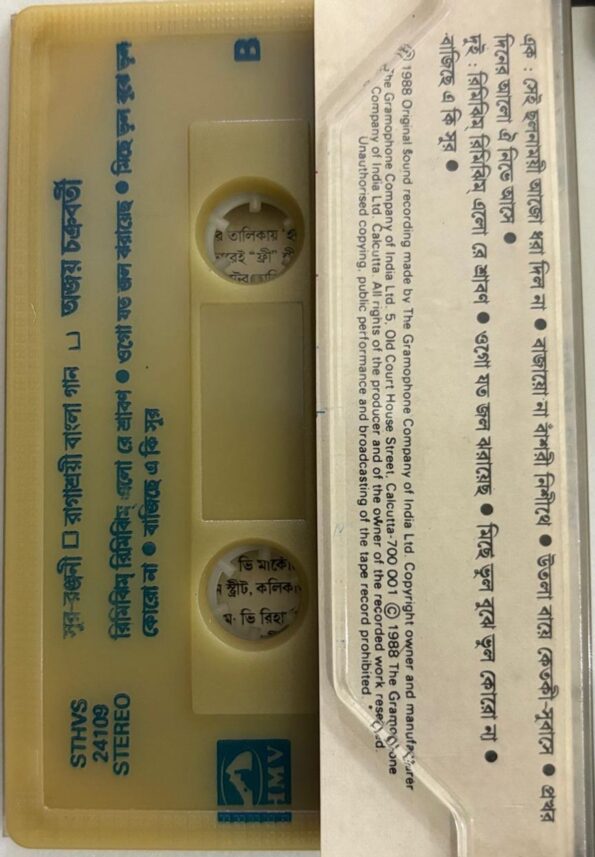 B
সুর-রঞ্জনী □ রাগাশ্রয়ী বাংলা গান □ অজয় চক্রবর্তী
রিমিঝিম্ রিমিঝিম্ এলো রে শ্রাবণ ● ওগো যত জল ঝরায়েছ ● মিছে ভুল বুঝে ভুল
কোরো না ● বাজিছে এ কি সুর
STHVS
24109
STEREO
HMV
র তালিকায়
"ফ্রী"
ডি মার্কো
স্ট্রীট, কলিক
ম· ভি রিহা
এক : সেই ছলনাময়ী আজো ধরা দিল না ● বাজায়ো না বাঁশরী নিশীথে ● উতলা বায়ে কেতকী-সুবাসে ● প্রখর
দিনের আলো ঐ নিভে আসে ●
দুই : রিমিঝিম্ রিমিঝিম্ এলো রে শ্রাবণ ● ওগো যত জল ঝরায়েছ ● মিছে ভুল বুঝে ভুল কোরো না ●
বাজিছে এ কি সুর ●
Ⓟ 1988 Original Sound recording made by The Gramophone Company of India Ltd. Copyright owner and manufacturer
The Gramophone Company of India Ltd. 5, Old Court House Street, Calcutta-700 001 © 1988 The Gramophone
Company of India Ltd. Calcutta. All rights of the producer and of the owner of the recorded work reserved.
Unauthorised copying, public performance and broadcasting of the tape record prohibited.